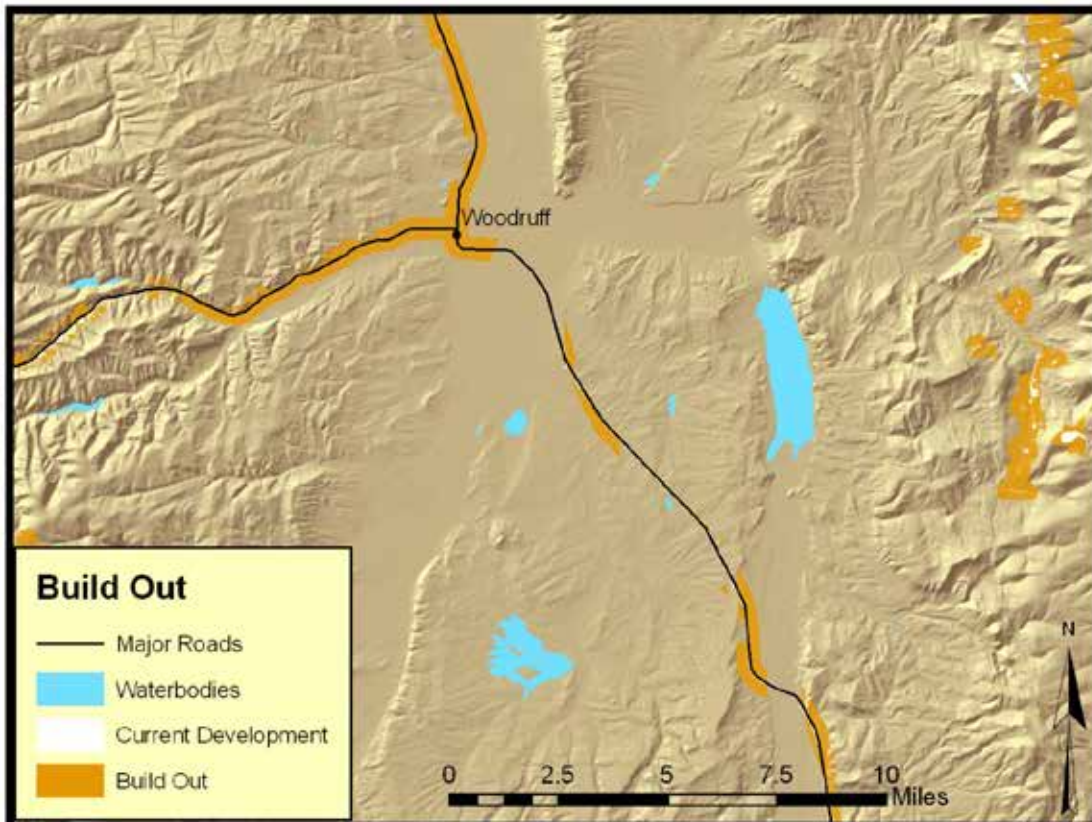 Woodruff
Build Out
Major Roads
Waterbodies
Current Development
Build Out
N
0 2.5 5 7.5 10
Miles